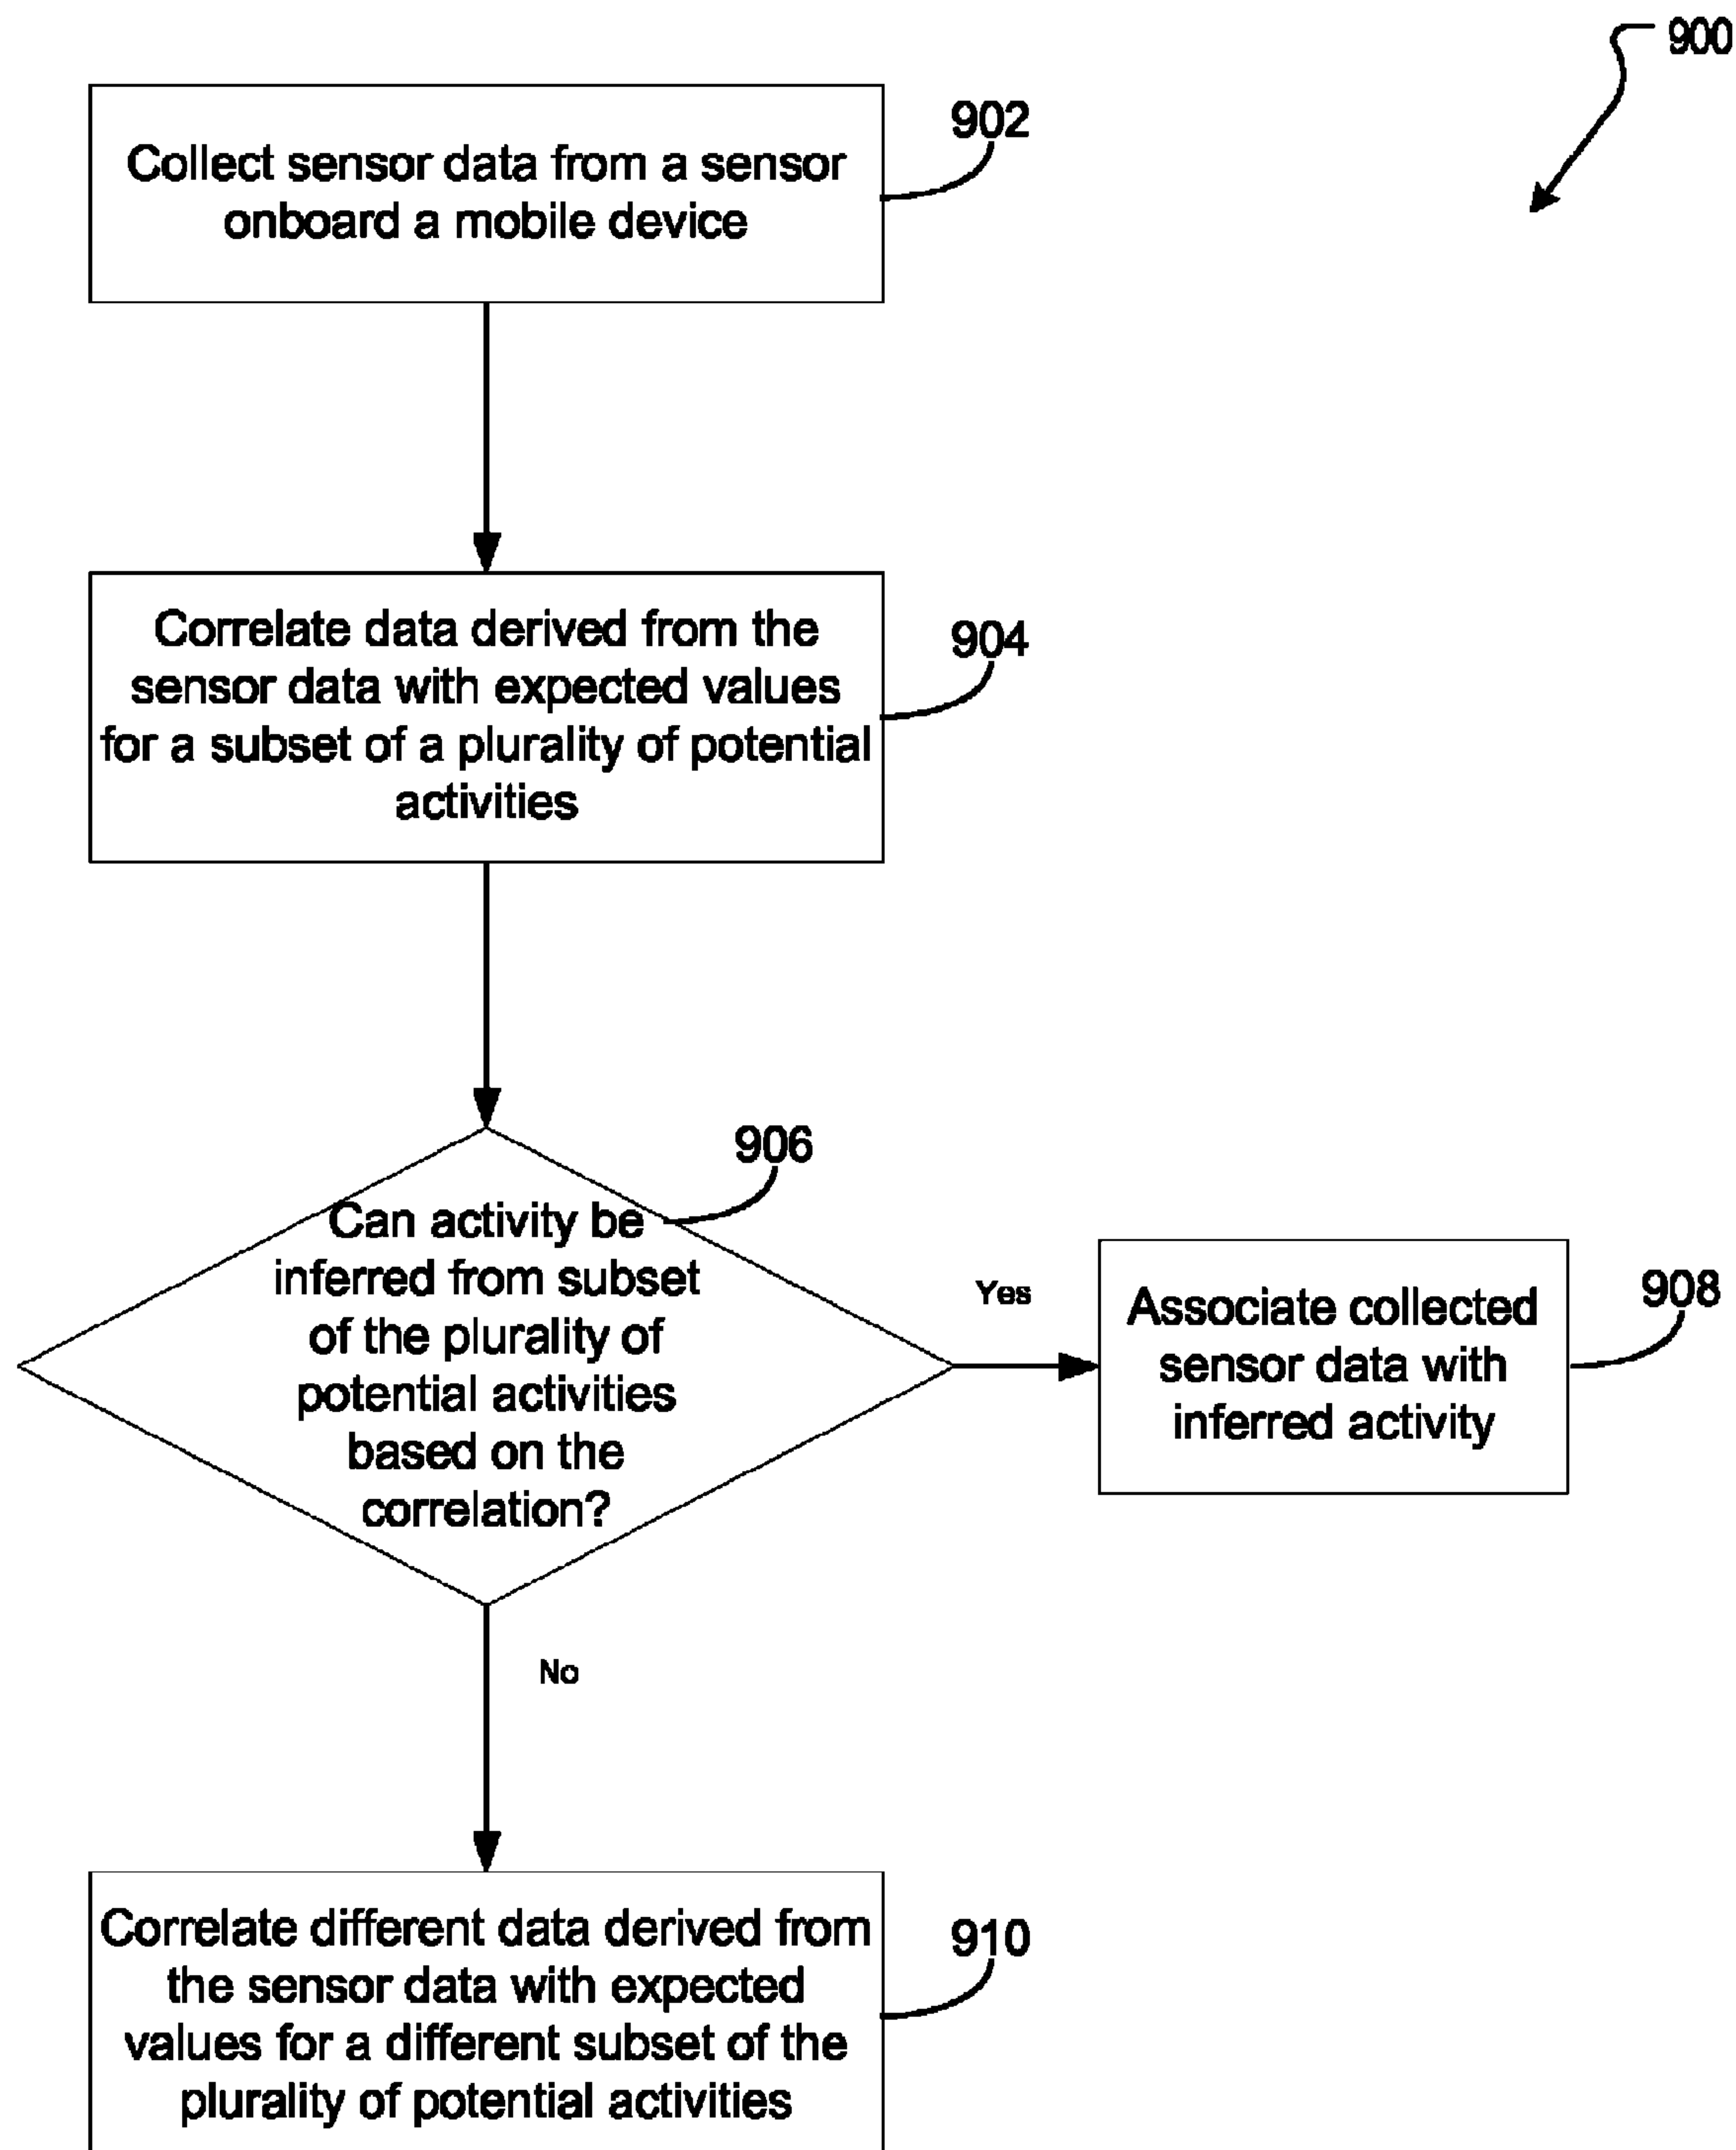 900
Collect sensor data from a sensor
onboard a mobile device
902
Correlate data derived from the
sensor data with expected values
for a subset of a plurality of potential
activities
904
Can activity be
inferred from subset
of the plurality of
potential activities
based on the
correlation?
906
Yes
Associate collected
sensor data with
inferred activity
908
No
Correlate different data derived from
the sensor data with expected
values for a different subset of the
plurality of potential activities
910